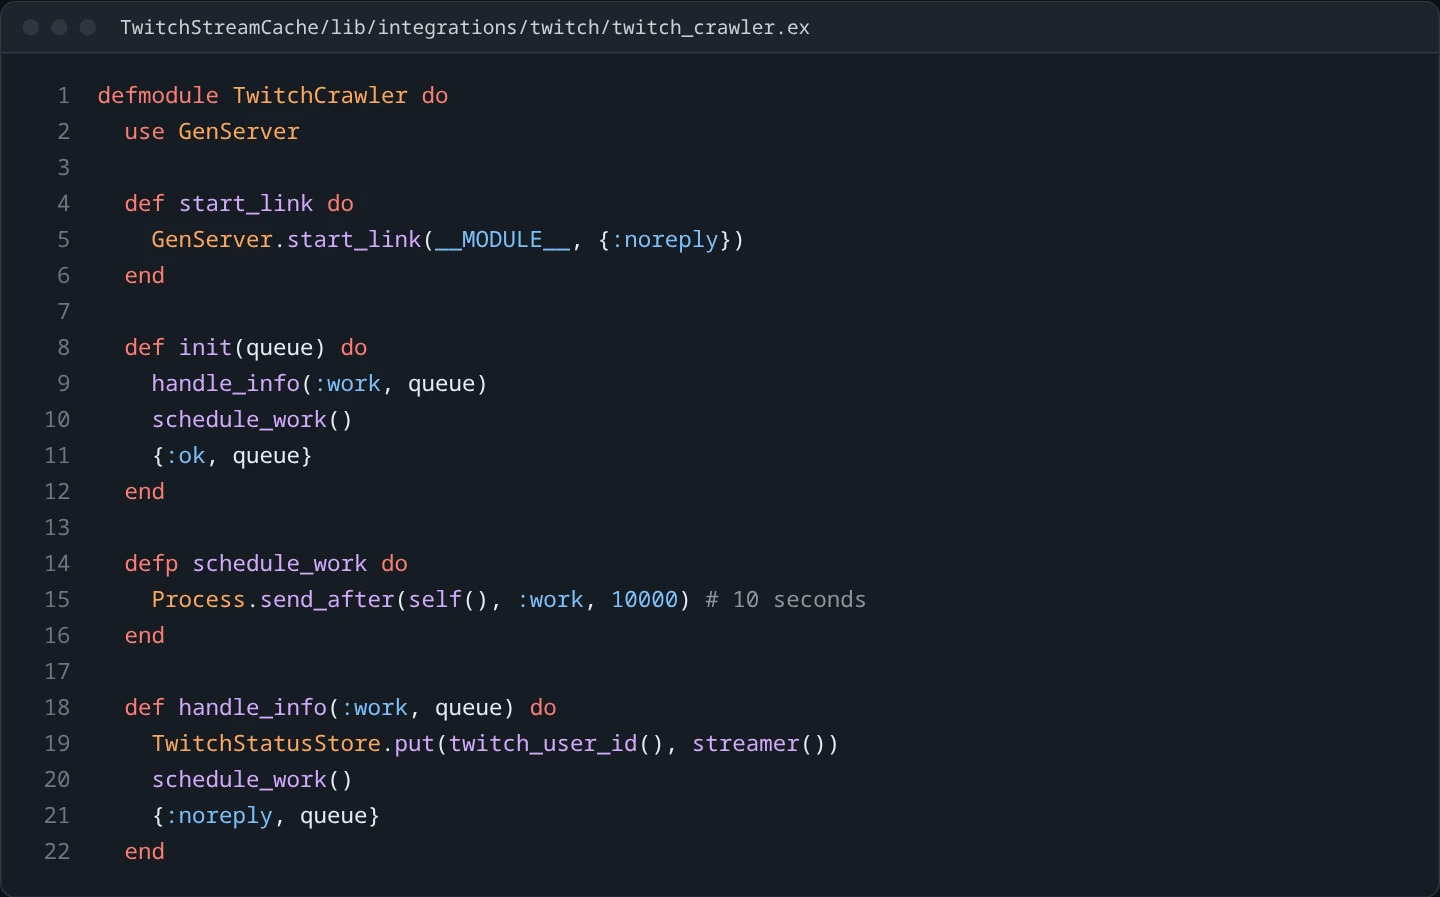 TwitchStreamCache/lib/integrations/twitch/twitch_crawler.ex
1 defmodule TwitchCrawler do
2   use GenServer
3
4   def start_link do
5     GenServer.start_link(__MODULE__, {:noreply})
6   end
7
8   def init(queue) do
9     handle_info(:work, queue)
10     schedule_work()
11     {:ok, queue}
12   end
13
14   defp schedule_work do
15     Process.send_after(self(), :work, 10000) # 10 seconds
16   end
17
18   def handle_info(:work, queue) do
19     TwitchStatusStore.put(twitch_user_id(), streamer())
20     schedule_work()
21     {:noreply, queue}
22   end